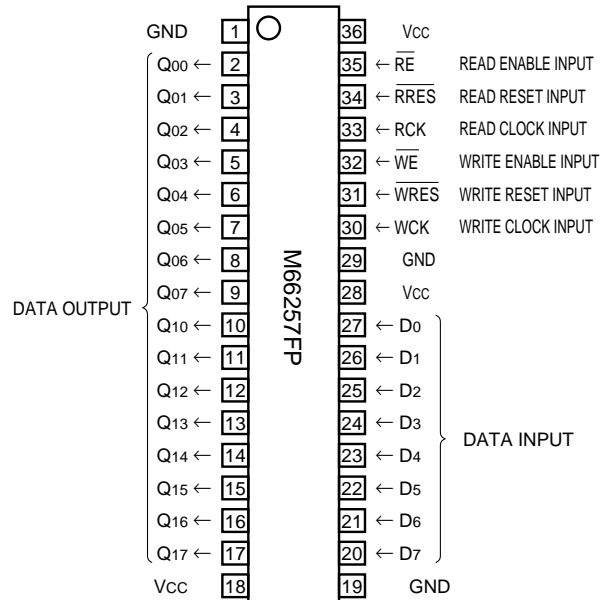 GND 1 36 Vcc
Q00 ← 2 35 ← RE READ ENABLE INPUT
Q01 ← 3 34 ← RRES READ RESET INPUT
Q02 ← 4 33 ← RCK READ CLOCK INPUT
Q03 ← 5 32 ← WE WRITE ENABLE INPUT
Q04 ← 6 31 ← WRES WRITE RESET INPUT
Q05 ← 7 30 ← WCK WRITE CLOCK INPUT
Q06 ← 8 29 GND
Q07 ← 9 28 Vcc
DATA OUTPUT
M66257FP
Q10 ← 10 27 ← D0
Q11 ← 11 26 ← D1
Q12 ← 12 25 ← D2
Q13 ← 13 24 ← D3
DATA INPUT
Q14 ← 14 23 ← D4
Q15 ← 15 22 ← D5
Q16 ← 16 21 ← D6
Q17 ← 17 20 ← D7
Vcc 18 19 GND